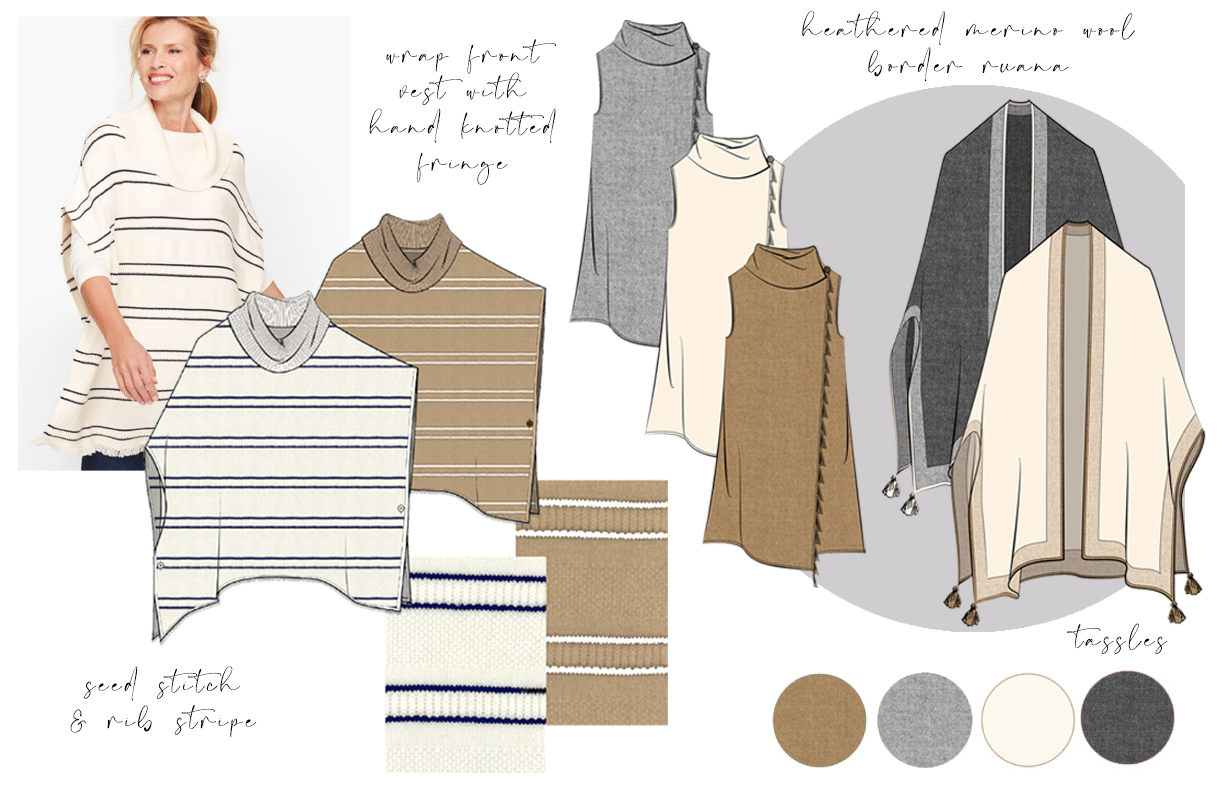 wrap front
vest with
hand knotted
fringe
heathered merino wool
border ruana
tassles
seed stitch
& rib stripe